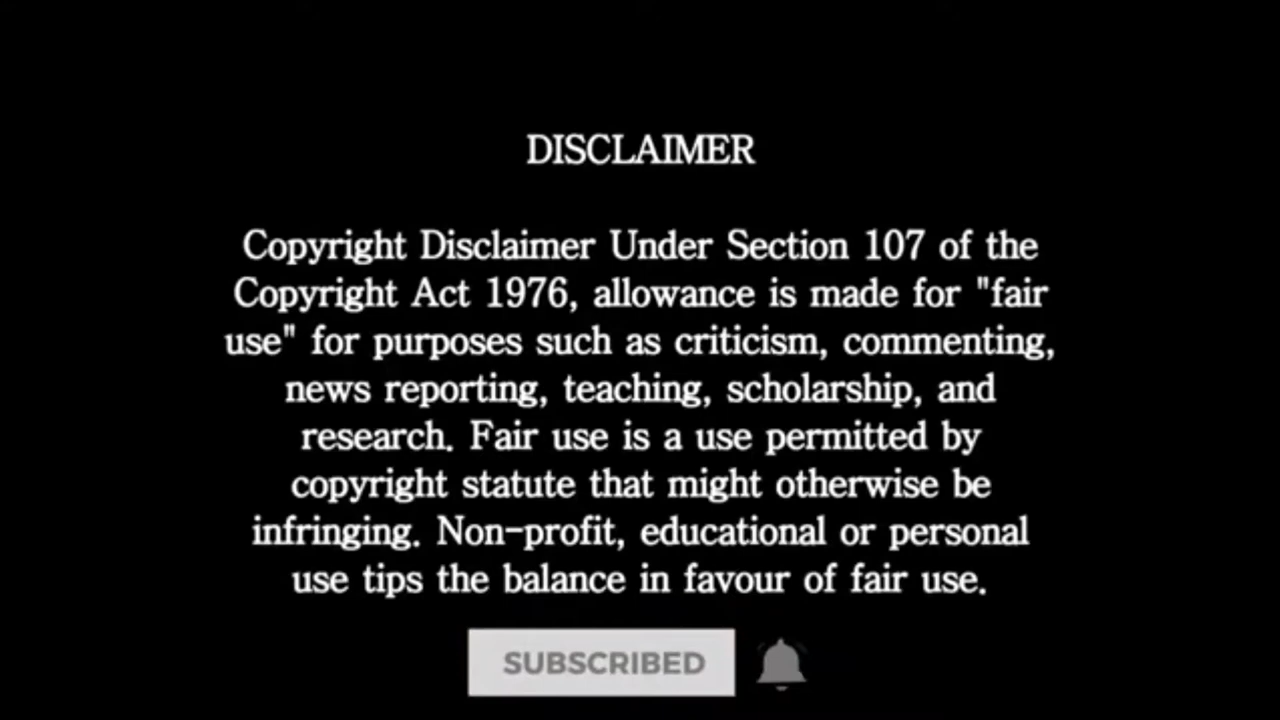 DISCLAIMER
Copyright Disclaimer Under Section 107 of the
Copyright Act 1976, allowance is made for "fair
use" for purposes such as criticism, commenting,
news reporting, teaching, scholarship, and
research. Fair use is a use permitted by
copyright statute that might otherwise be
infringing. Non-profit, educational or personal
use tips the balance in favour of fair use.
SUBSCRIBED